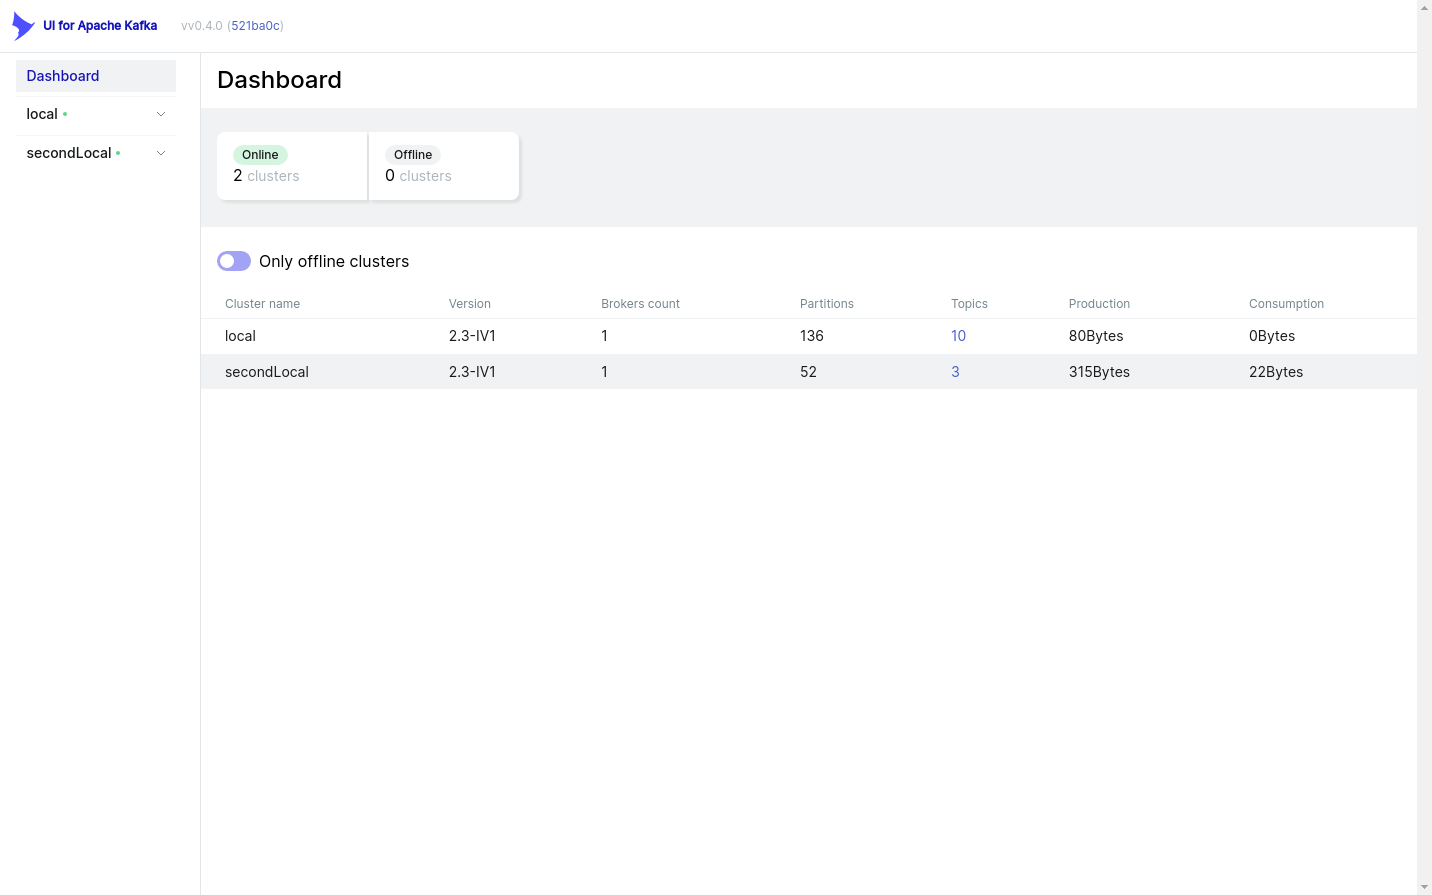 UI for Apache Kafka vv0.4.0 (521ba0c)
Dashboard
local
secondLocal
Dashboard
Online
2 clusters
Offline
0 clusters
Only offline clusters
Cluster name Version Brokers count Partitions Topics Production Consumption
local 2.3-IV1 1 136 10 80Bytes 0Bytes
secondLocal 2.3-IV1 1 52 3 315Bytes 22Bytes